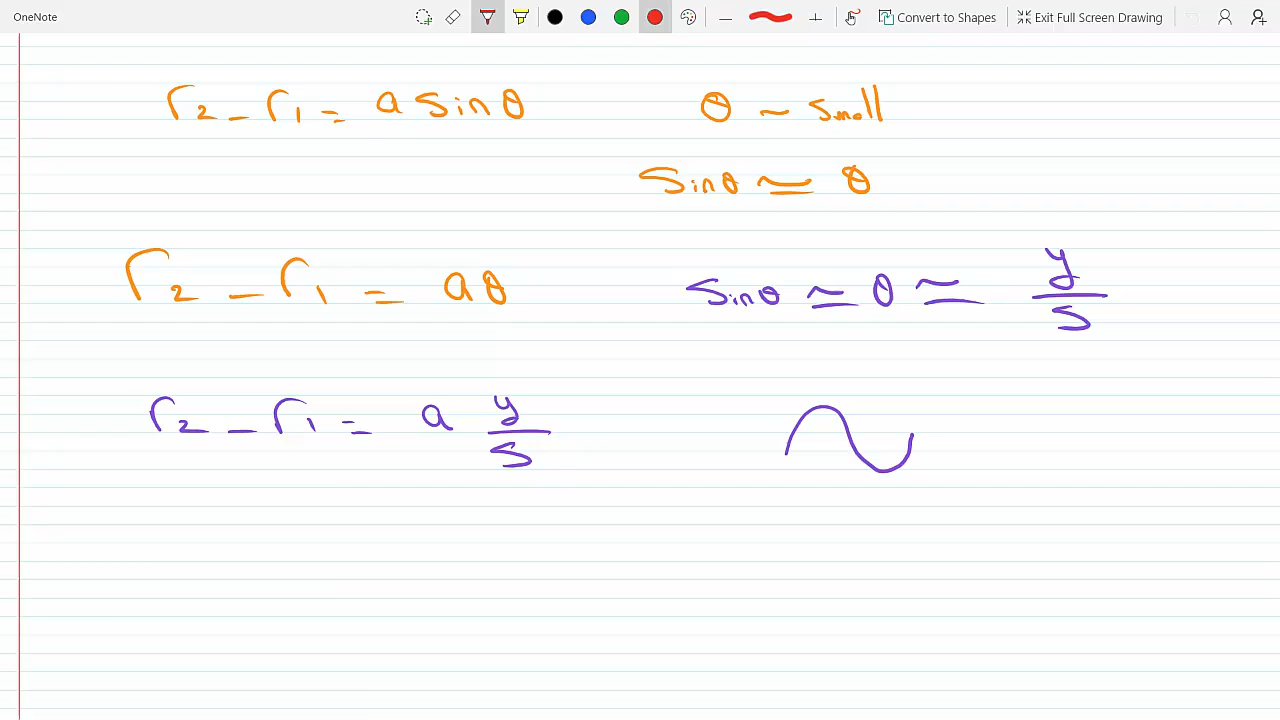 OneNote
Convert to Shapes
Exit Full Screen Drawing
r₂ - r₁ = a sinθ
θ ~ small
sinθ ≃ θ
r₂ - r₁ = aθ
sinθ ≃ θ ≃ y/s
r₂ - r₁ = a y/s